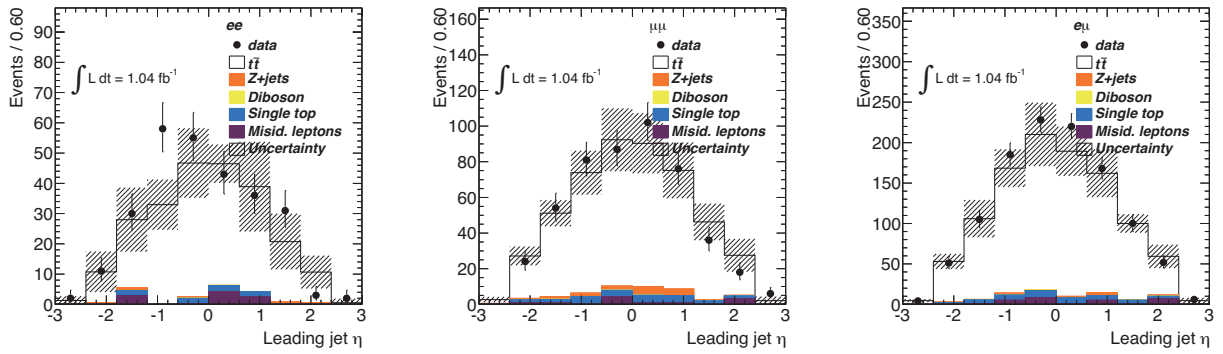 Events / 0.60
90
80
70
60
50
40
30
20
10
0
ee
data
tt̄
Z+jets
Diboson
Single top
Misid. leptons
Uncertainty
∫ L dt = 1.04 fb⁻¹
-3 -2 -1 0 1 2 3
Leading jet η
Events / 0.60
160
140
120
100
80
60
40
20
0
μμ
data
tt̄
Z+jets
Diboson
Single top
Misid. leptons
Uncertainty
∫ L dt = 1.04 fb⁻¹
-3 -2 -1 0 1 2 3
Leading jet η
Events / 0.60
350
300
250
200
150
100
50
0
eμ
data
tt̄
Z+jets
Diboson
Single top
Misid. leptons
Uncertainty
∫ L dt = 1.04 fb⁻¹
-3 -2 -1 0 1 2 3
Leading jet η